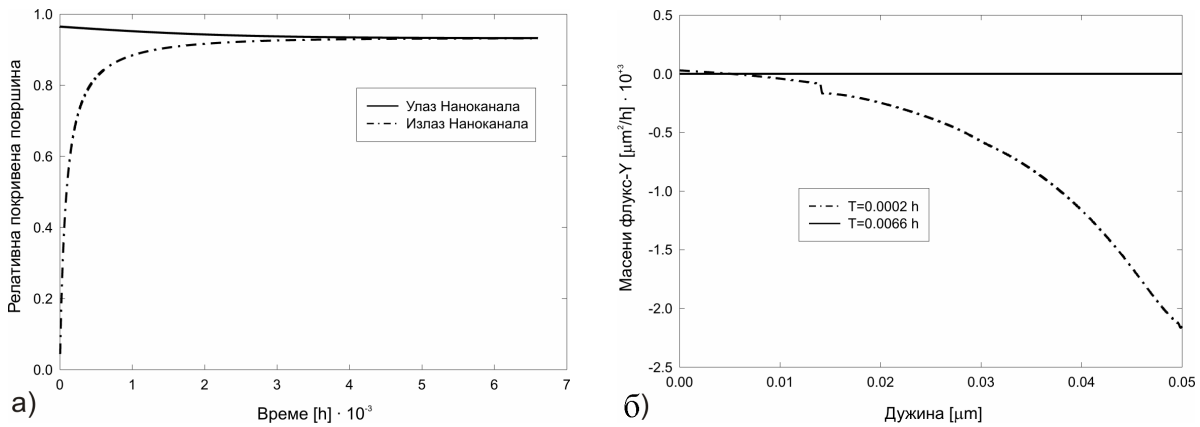 1.0
0.8
0.6
0.4
0.2
0.0
Релативна покривена површина
Улаз Наноканала
Излаз Наноканала
0 1 2 3 4 5 6 7
Време [h] · 10⁻³
а)
0.5
0.0
-0.5
-1.0
-1.5
-2.0
-2.5
Масени флукс-Y [μm²/h] · 10⁺³
T=0.0002 h
T=0.0066 h
0.00 0.01 0.02 0.03 0.04 0.05
Дужина [μm]
б)